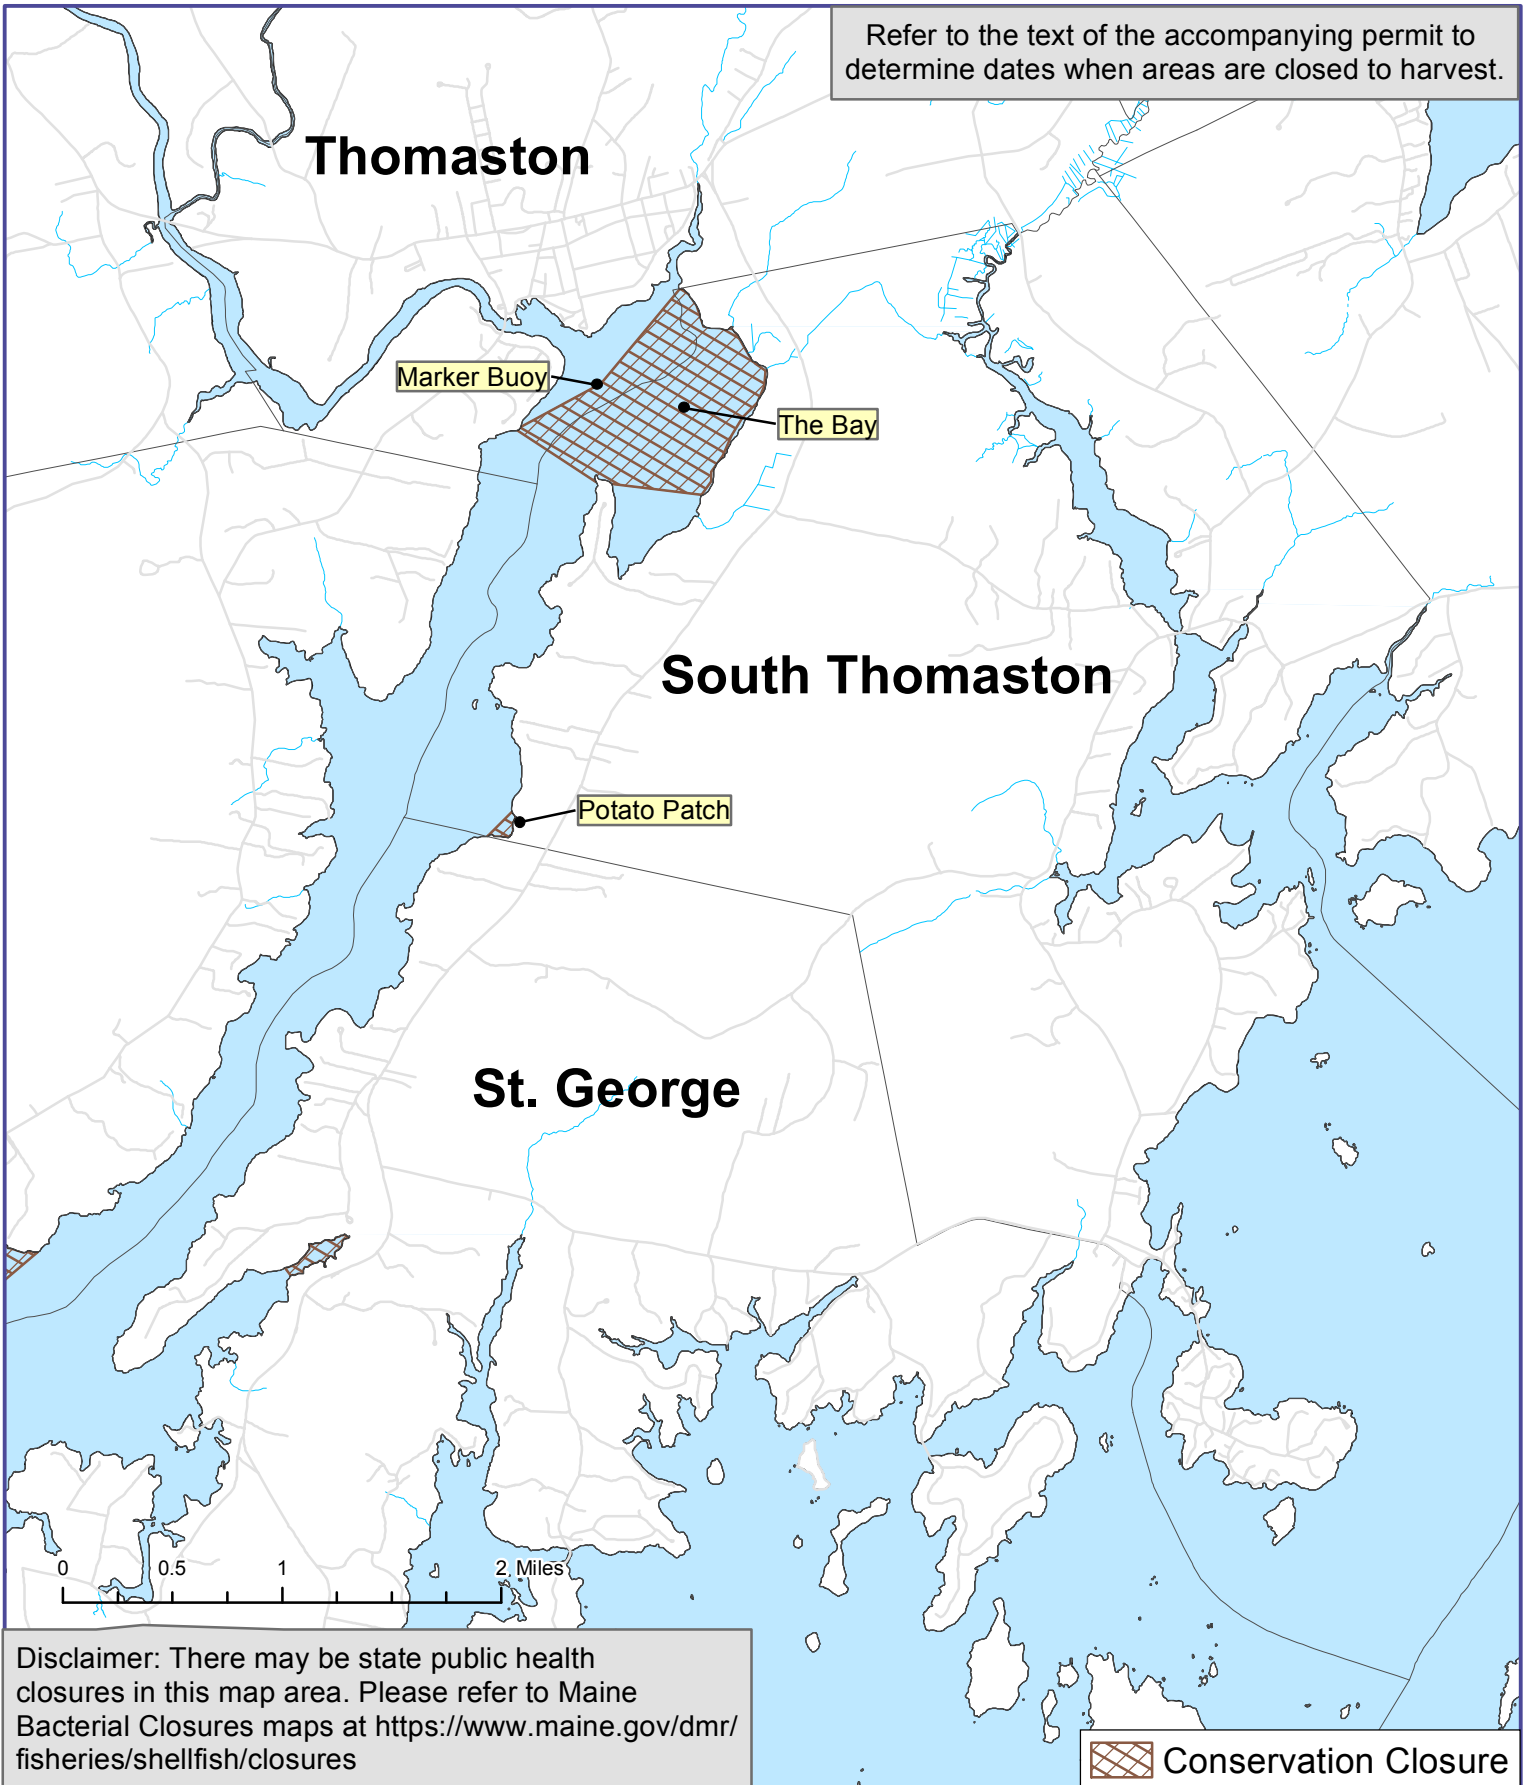 Refer to the text of the accompanying permit to
determine dates when areas are closed to harvest.
Thomaston
Marker Buoy
The Bay
South Thomaston
Potato Patch
St. George
0 0.5 1 2 Miles
Disclaimer: There may be state public health
closures in this map area. Please refer to Maine
Bacterial Closures maps at https://www.maine.gov/dmr/
fisheries/shellfish/closures
Conservation Closure